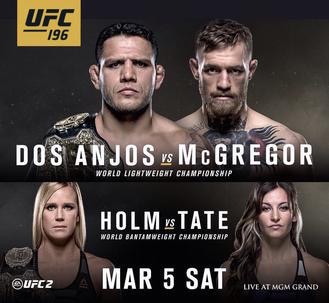 UFC
196
DOS ANJOS VS McGREGOR
WORLD LIGHTWEIGHT CHAMPIONSHIP
HOLM VS TATE
WORLD BANTAMWEIGHT CHAMPIONSHIP
EA SPORTS UFC 2
MAR 5 SAT
LIVE AT MGM GRAND